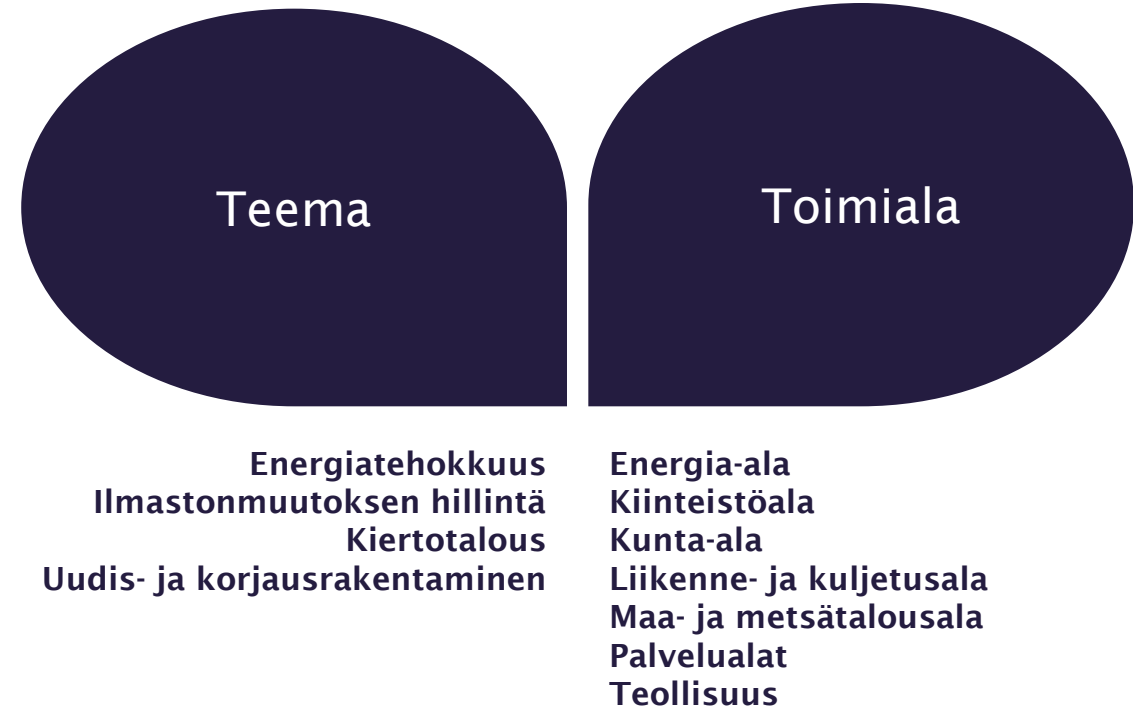 Teema
Energiatehokkuus
Ilmastonmuutoksen hillintä
Kiertotalous
Uudis- ja korjausrakentaminen
Toimiala
Energia-ala
Kiinteistöala
Kunta-ala
Liikenne- ja kuljetusala
Maa- ja metsätalousala
Palvelualat
Teollisuus